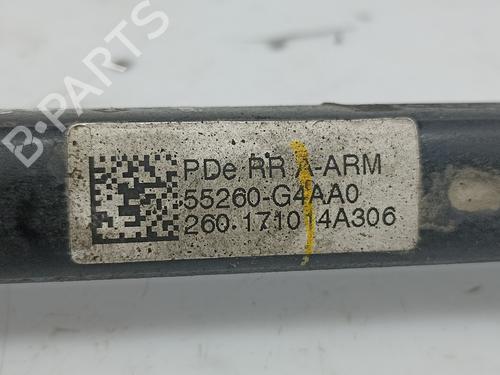 B-PARTS
PDe RR A-ARM
55260-G4AA0
260.171014A306